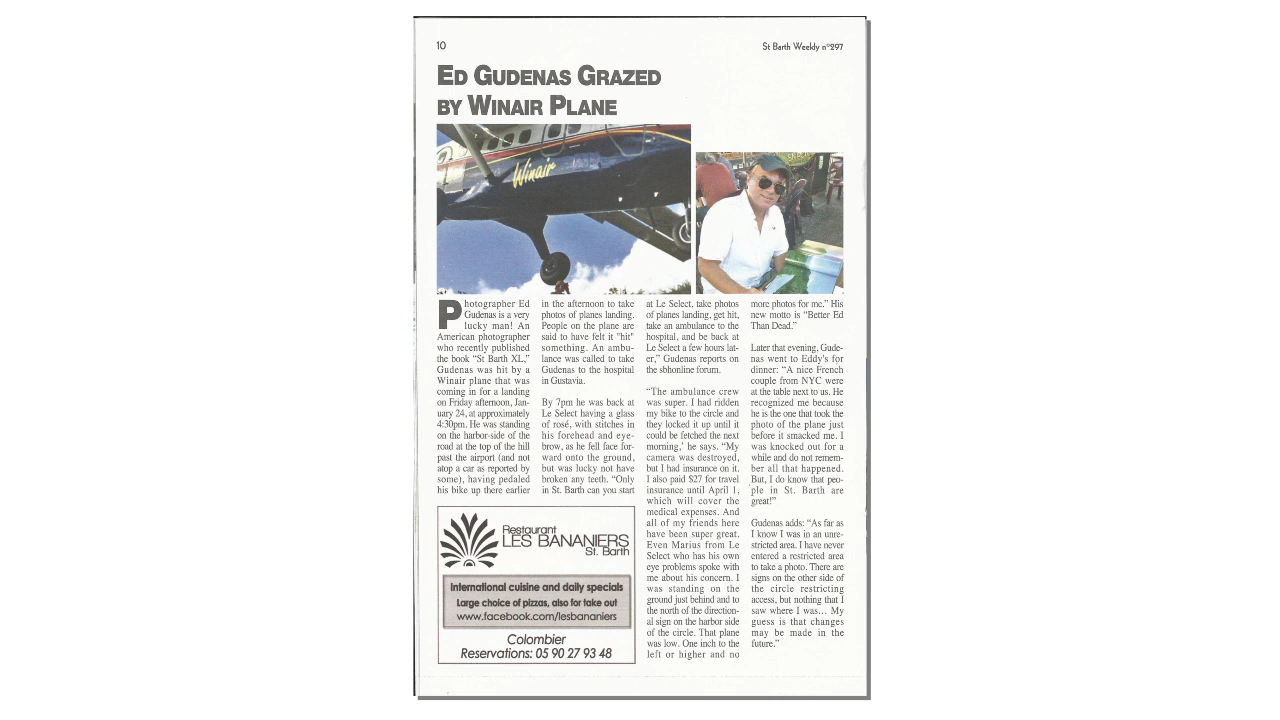 10
St Barth Weekly n°297
ED GUDENAS GRAZED
BY WINAIR PLANE
Winair
Photographer Ed
Gudenas is a very
lucky man! An
American photographer
who recently published
the book “St Barth XL,”
Gudenas was hit by a
Winair plane that was
coming in for a landing
on Friday afternoon, Jan-
uary 24, at approximately
4:30pm. He was standing
on the harbor-side of the
road at the top of the hill
past the airport (and not
atop a car as reported by
some), having pedaled
his bike up there earlier
in the afternoon to take
photos of planes landing.
People on the plane are
said to have felt it "hit"
something. An ambu-
lance was called to take
Gudenas to the hospital
in Gustavia.
By 7pm he was back at
Le Select having a glass
of rosé, with stitches in
his forehead and eye-
brow, as he fell face for-
ward onto the ground,
but was lucky not have
broken any teeth. “Only
in St. Barth can you start
at Le Select, take photos
of planes landing, get hit,
take an ambulance to the
hospital, and be back at
Le Select a few hours lat-
er,” Gudenas reports on
the sbhonline forum.
“The ambulance crew
was super. I had ridden
my bike to the circle and
they locked it up until it
could be fetched the next
morning,’ he says. “My
camera was destroyed,
but I had insurance on it.
I also paid $27 for travel
insurance until April 1,
which will cover the
medical expenses. And
all of my friends here
have been super great.
Even Marius from Le
Select who has his own
eye problems spoke with
me about his concern. I
was standing on the
ground just behind and to
the north of the direction-
al sign on the harbor side
of the circle. That plane
was low. One inch to the
left or higher and no
more photos for me.” His
new motto is “Better Ed
Than Dead.”
Later that evening, Gude-
nas went to Eddy's for
dinner: “A nice French
couple from NYC were
at the table next to us. He
recognized me because
he is the one that took the
photo of the plane just
before it smacked me. I
was knocked out for a
while and do not remem-
ber all that happened.
But, I do know that peo-
ple in St. Barth are
great!”
Gudenas adds: “As far as
I know I was in an unre-
stricted area. I have never
entered a restricted area
to take a photo. There are
signs on the other side of
the circle restricting
access, but nothing that I
saw where I was… My
guess is that changes
may be made in the
future.”
Restaurant
LES BANANIERS
St. Barth
International cuisine and daily specials
Large choice of pizzas, also for take out
www.facebook.com/lesbananiers
Colombier
Reservations: 05 90 27 93 48